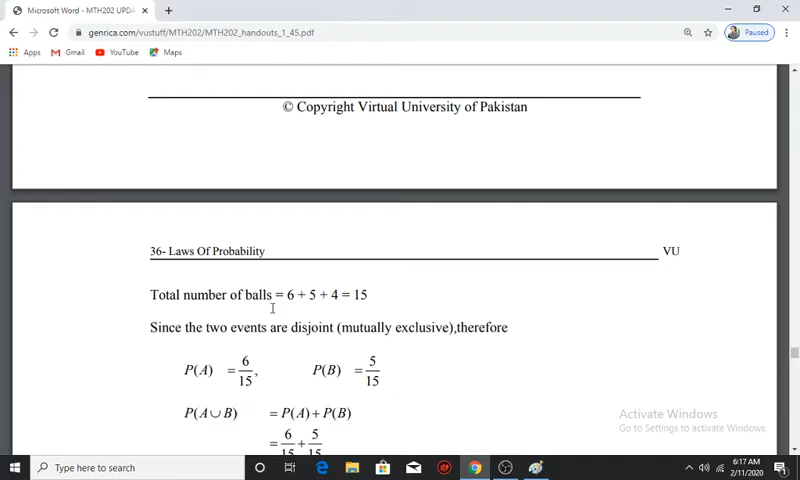 Microsoft Word - MTH202 UPDA
genrica.com/vustuff/MTH202/MTH202_handouts_1_45.pdf
Paused
Apps Gmail YouTube Maps
© Copyright Virtual University of Pakistan
36- Laws Of Probability VU
Total number of balls = 6 + 5 + 4 = 15
Since the two events are disjoint (mutually exclusive),therefore
P(A) = 6/15, P(B) = 5/15
P(A∪B) = P(A) + P(B)
= 6/15 + 5/15
Activate Windows
Go to Settings to activate Windows.
Type here to search
6:17 AM
2/11/2020